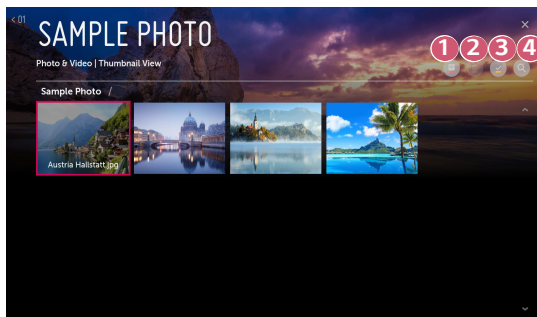 < 01
SAMPLE PHOTO
1 2 3 4
Photo & Video | Thumbnail View
Sample Photo /
Austria Hallstatt.jpg